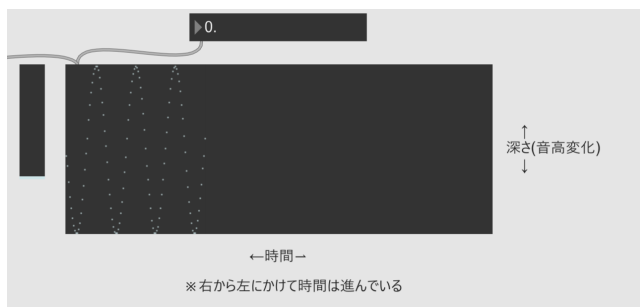 0.
↑
深さ(音高変化)
↓
←時間→
※右から左にかけて時間は進んでいる